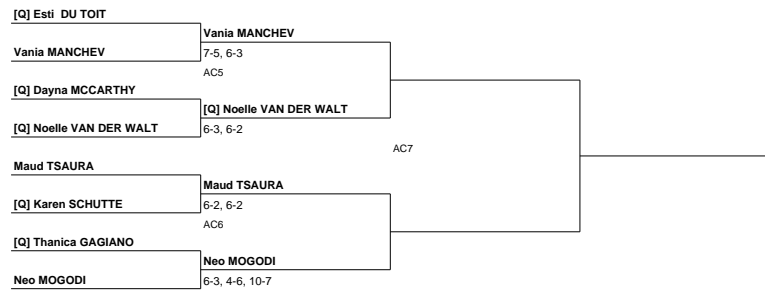 [Q] Esti DU TOIT
Vania MANCHEV
Vania MANCHEV
7-5, 6-3
AC5
[Q] Dayna MCCARTHY
[Q] Noelle VAN DER WALT
[Q] Noelle VAN DER WALT
6-3, 6-2
AC7
Maud TSAURA
Maud TSAURA
[Q] Karen SCHUTTE
6-2, 6-2
AC6
[Q] Thanica GAGIANO
Neo MOGODI
Neo MOGODI
6-3, 4-6, 10-7